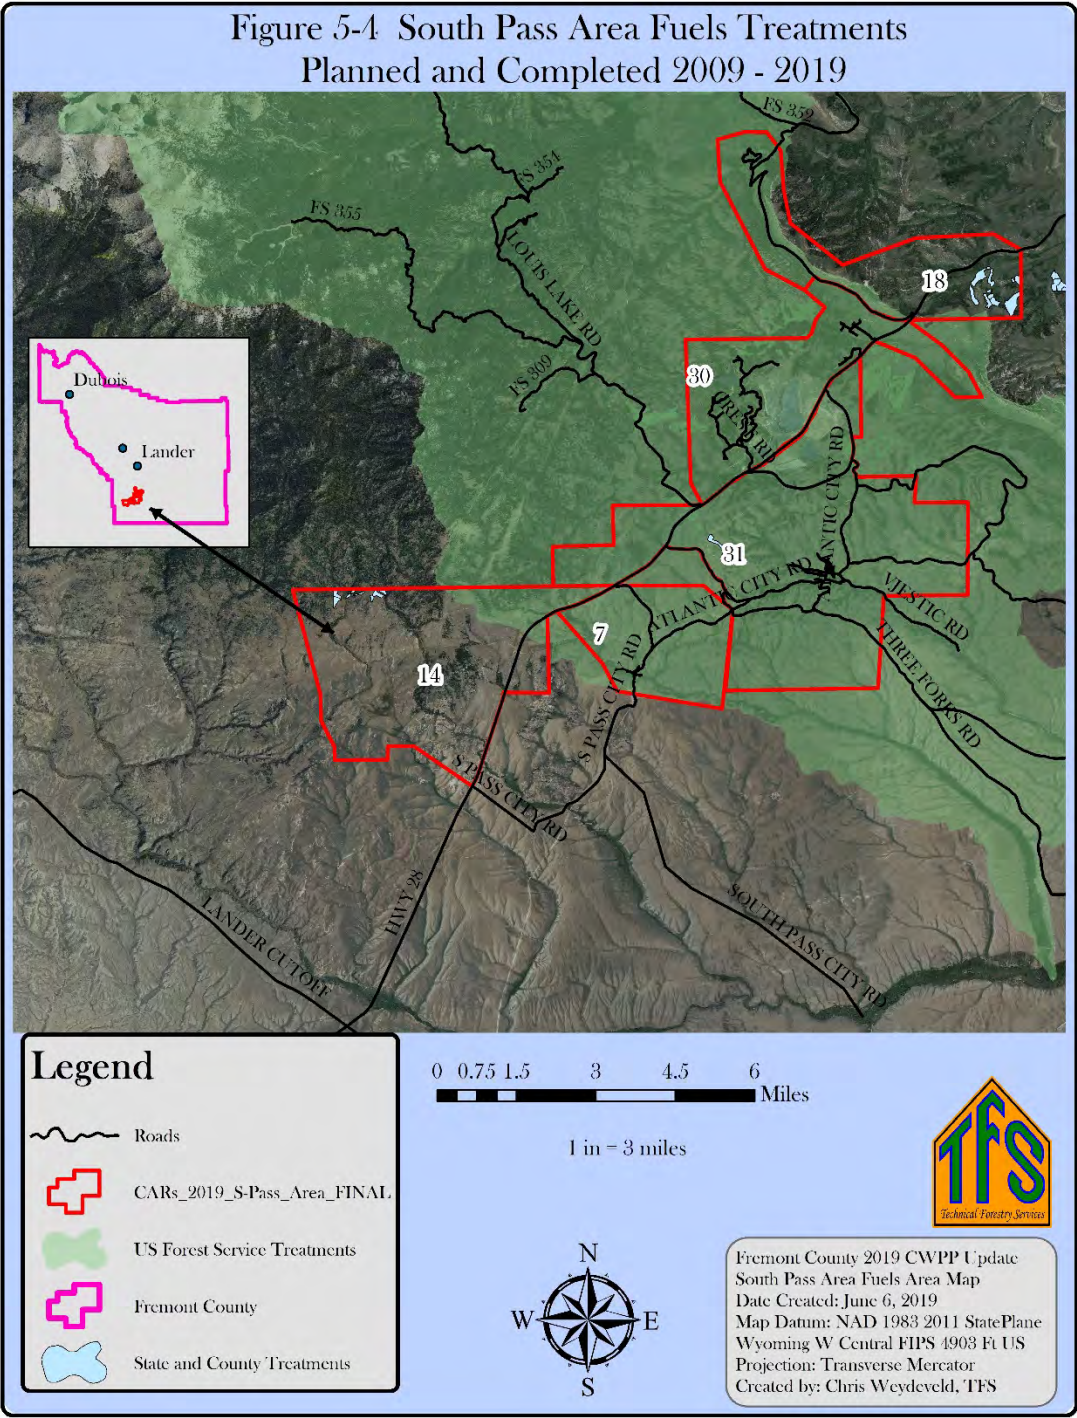 Figure 5-4 South Pass Area Fuels Treatments
Planned and Completed 2009 - 2019
FS 352
FS 354
FS 355
LOUIS LAKE RD
18
FS 309
30
Dubois
CREST RD
Lander
ANTIC CITY RD
31
ATLANTIC CITY RD
VJESTIC RD
7
THREE FORKS RD
14
S PASS CITY RD
S PASS CITY RD
HWY 28
SOUTH PASS CITY RD
LANDER CUTOFF
Legend
Roads
CARs_2019_S-Pass_Area_FINAL
US Forest Service Treatments
Fremont County
State and County Treatments
0 0.75 1.5 3 4.5 6
Miles
1 in = 3 miles
TFS
Technical Forestry Services
N
W E
S
Fremont County 2019 CWPP Update
South Pass Area Fuels Area Map
Date Created: June 6, 2019
Map Datum: NAD 1983 2011 StatePlane
Wyoming W Central FIPS 4903 Ft US
Projection: Transverse Mercator
Created by: Chris Weydeveld, TFS